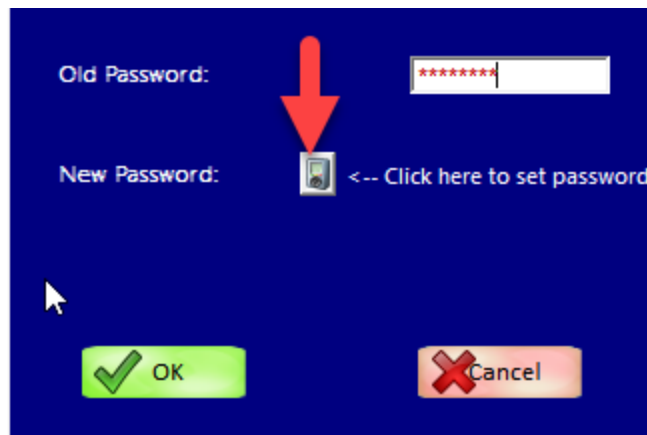 Old Password: ********
New Password: <-- Click here to set password
OK Cancel